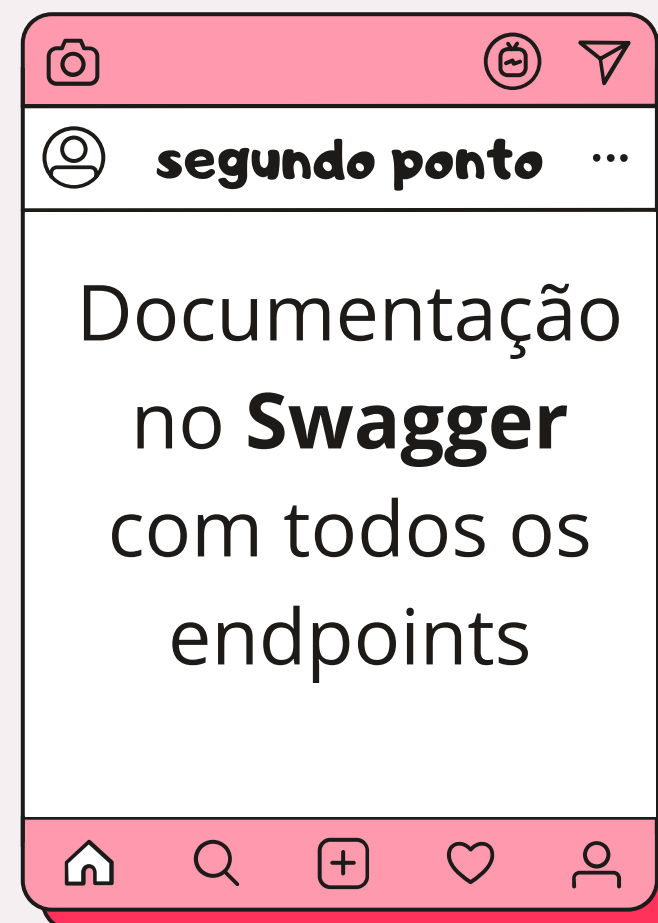 segundo ponto
Documentação
no Swagger
com todos os
endpoints